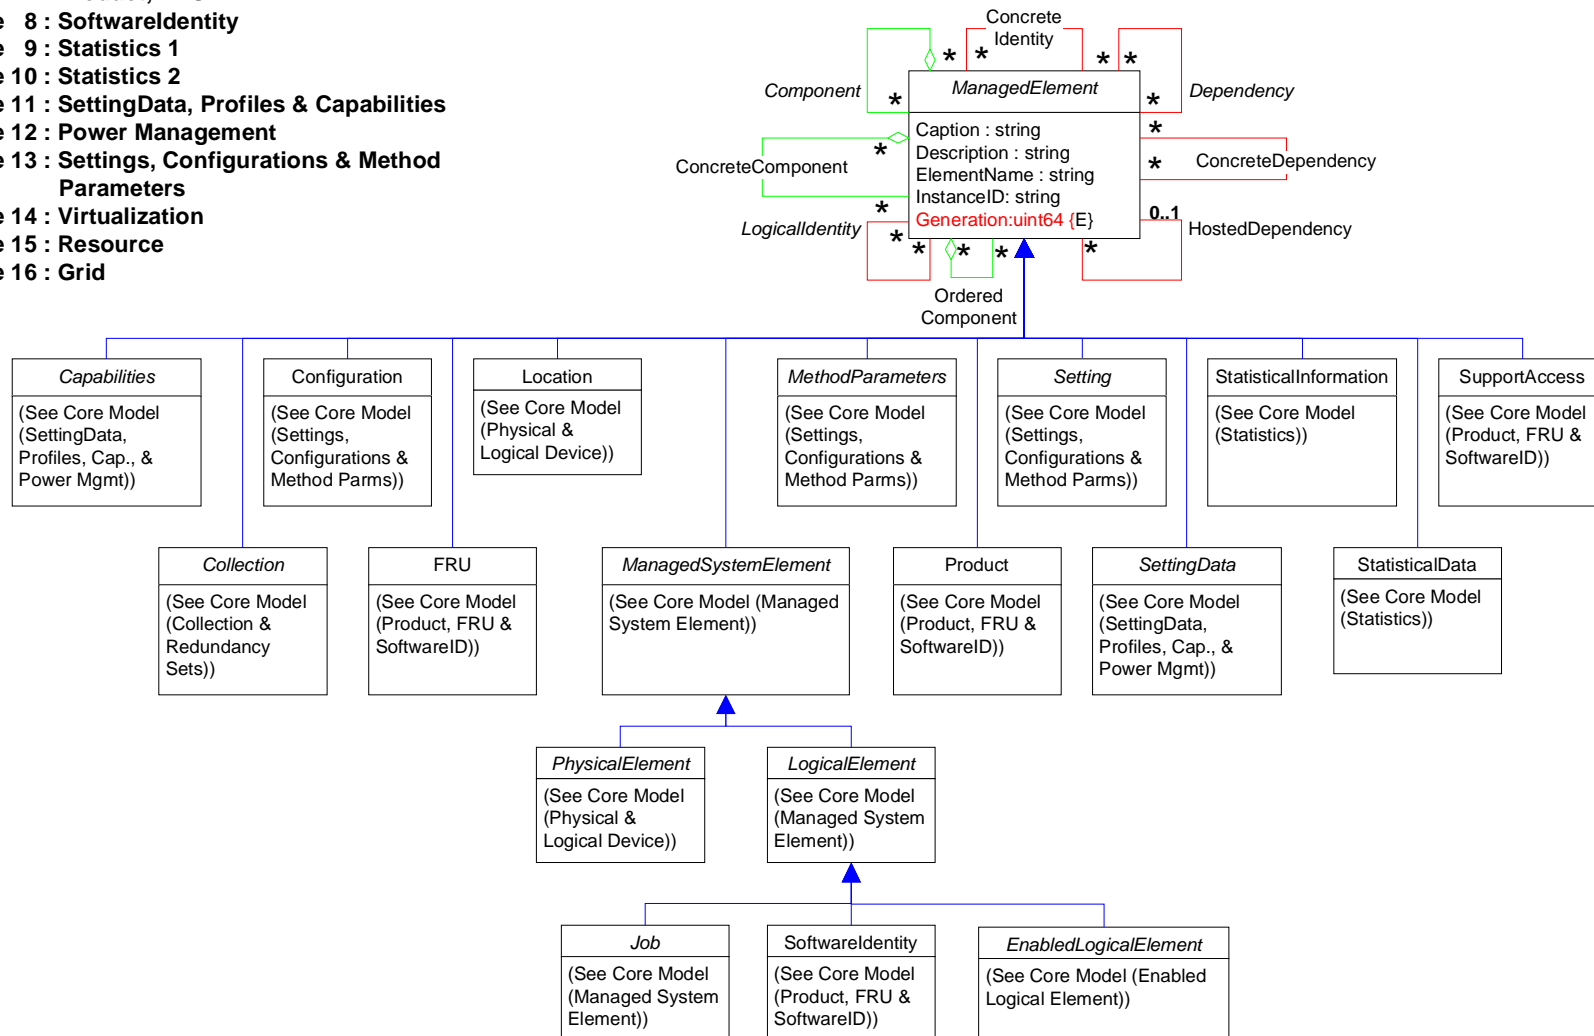 e 8 : SoftwareIdentity
e 9 : Statistics 1
e 10 : Statistics 2
e 11 : SettingData, Profiles & Capabilities
e 12 : Power Management
e 13 : Settings, Configurations & Method
Parameters
e 14 : Virtualization
e 15 : Resource
e 16 : Grid
Concrete
Identity
* * * *
Component
*
ManagedElement
*
Dependency
Caption : string
Description : string
ElementName : string
InstanceID: string
Generation:uint64 {E}
*
ConcreteComponent
*
*
*
ConcreteDependency
LogicalIdentity
*
*
* *
*
0..1
HostedDependency
Ordered
Component
Capabilities
(See Core Model
(SettingData,
Profiles, Cap., &
Power Mgmt))
Configuration
(See Core Model
(Settings,
Configurations &
Method Parms))
Location
(See Core Model
(Physical &
Logical Device))
MethodParameters
(See Core Model
(Settings,
Configurations &
Method Parms))
Setting
(See Core Model
(Settings,
Configurations &
Method Parms))
StatisticalInformation
(See Core Model
(Statistics))
SupportAccess
(See Core Model
(Product, FRU &
SoftwareID))
Collection
(See Core Model
(Collection &
Redundancy
Sets))
FRU
(See Core Model
(Product, FRU &
SoftwareID))
ManagedSystemElement
(See Core Model (Managed
System Element))
Product
(See Core Model
(Product, FRU &
SoftwareID))
SettingData
(See Core Model
(SettingData,
Profiles, Cap., &
Power Mgmt))
StatisticalData
(See Core Model
(Statistics))
PhysicalElement
(See Core Model
(Physical &
Logical Device))
LogicalElement
(See Core Model
(Managed System
Element))
Job
(See Core Model
(Managed System
Element))
SoftwareIdentity
(See Core Model
(Product, FRU &
SoftwareID))
EnabledLogicalElement
(See Core Model (Enabled
Logical Element))